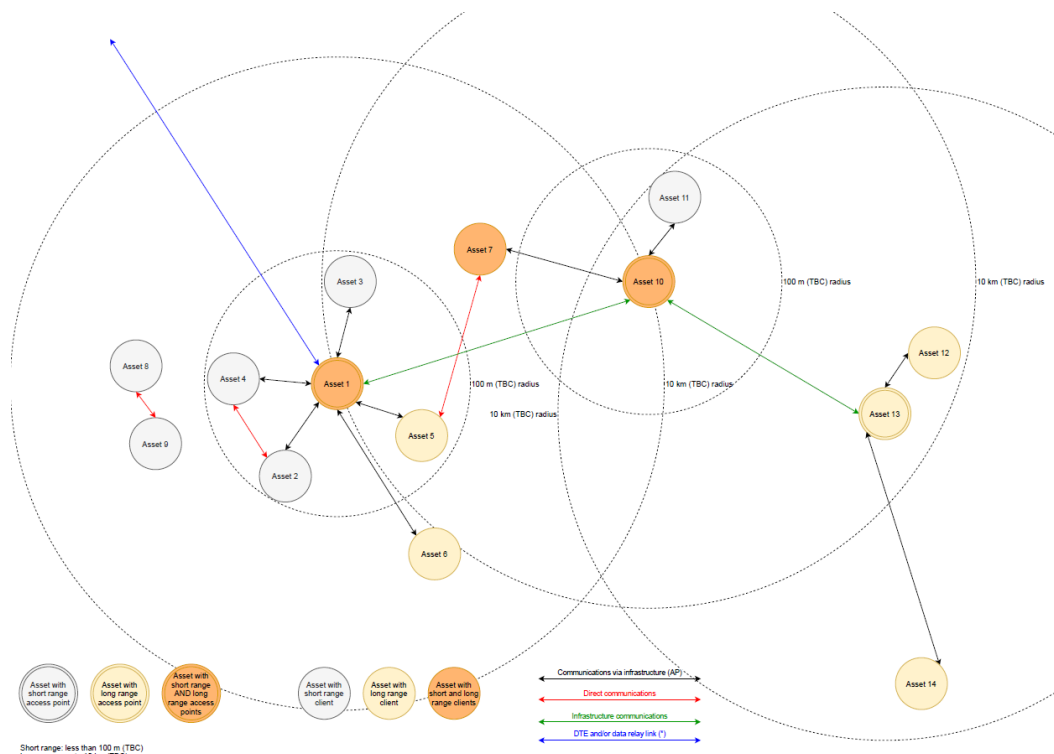 Asset 11
Asset 7
Asset 3
Asset 10
100 m (TBC) radius
10 km (TBC) radius
Asset 12
Asset 8
Asset 4
Asset 1
100 m (TBC) radius
10 km (TBC) radius
10 km (TBC) radius
Asset 13
Asset 9
Asset 5
Asset 2
Asset 6
Asset 14
Asset with
short range
access point
Asset with
long range
access point
Asset with
short range
AND long
range access
points
Asset with
short range
client
Asset with
long range
client
Asset with
short and long
range clients
Communications via infrastructure (AP)
Direct communications
Infrastructure communications
DTE and/or data relay link (*)
Short range: less than 100 m (TBC)